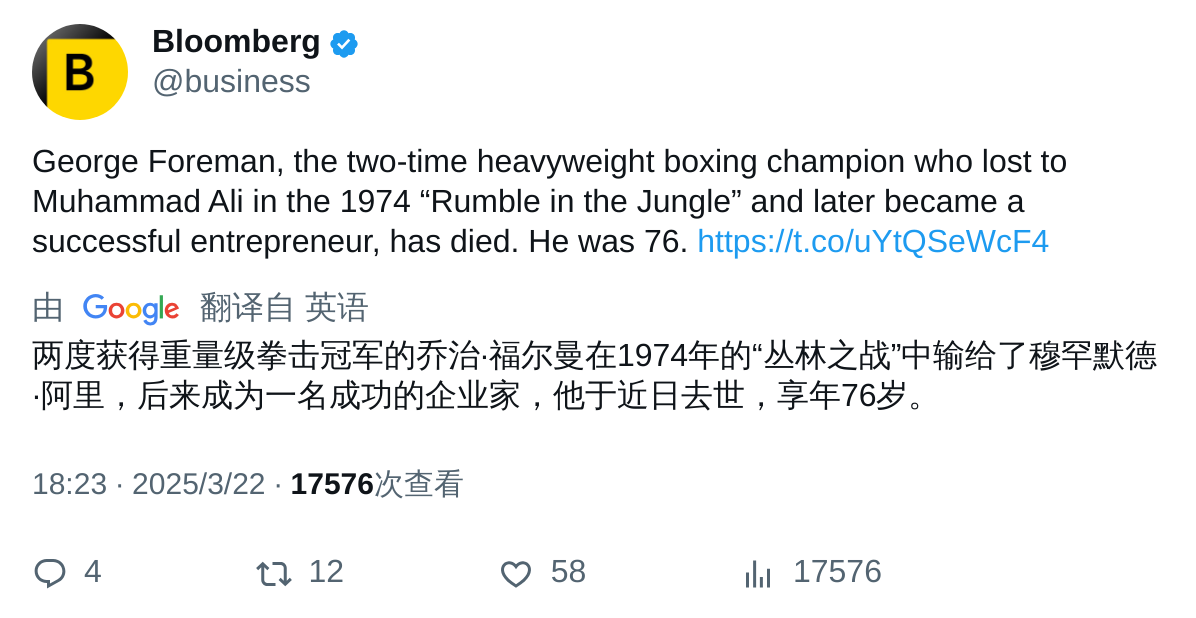 B
Bloomberg
@business
George Foreman, the two-time heavyweight boxing champion who lost to
Muhammad Ali in the 1974 “Rumble in the Jungle” and later became a
successful entrepreneur, has died. He was 76. https://t.co/uYtQSeWcF4
由 Google 翻译自 英语
两度获得重量级拳击冠军的乔治·福尔曼在1974年的“丛林之战”中输给了穆罕默德
·阿里，后来成为一名成功的企业家，他于近日去世，享年76岁。
18:23 · 2025/3/22 · 17576次查看
4 12 58 17576